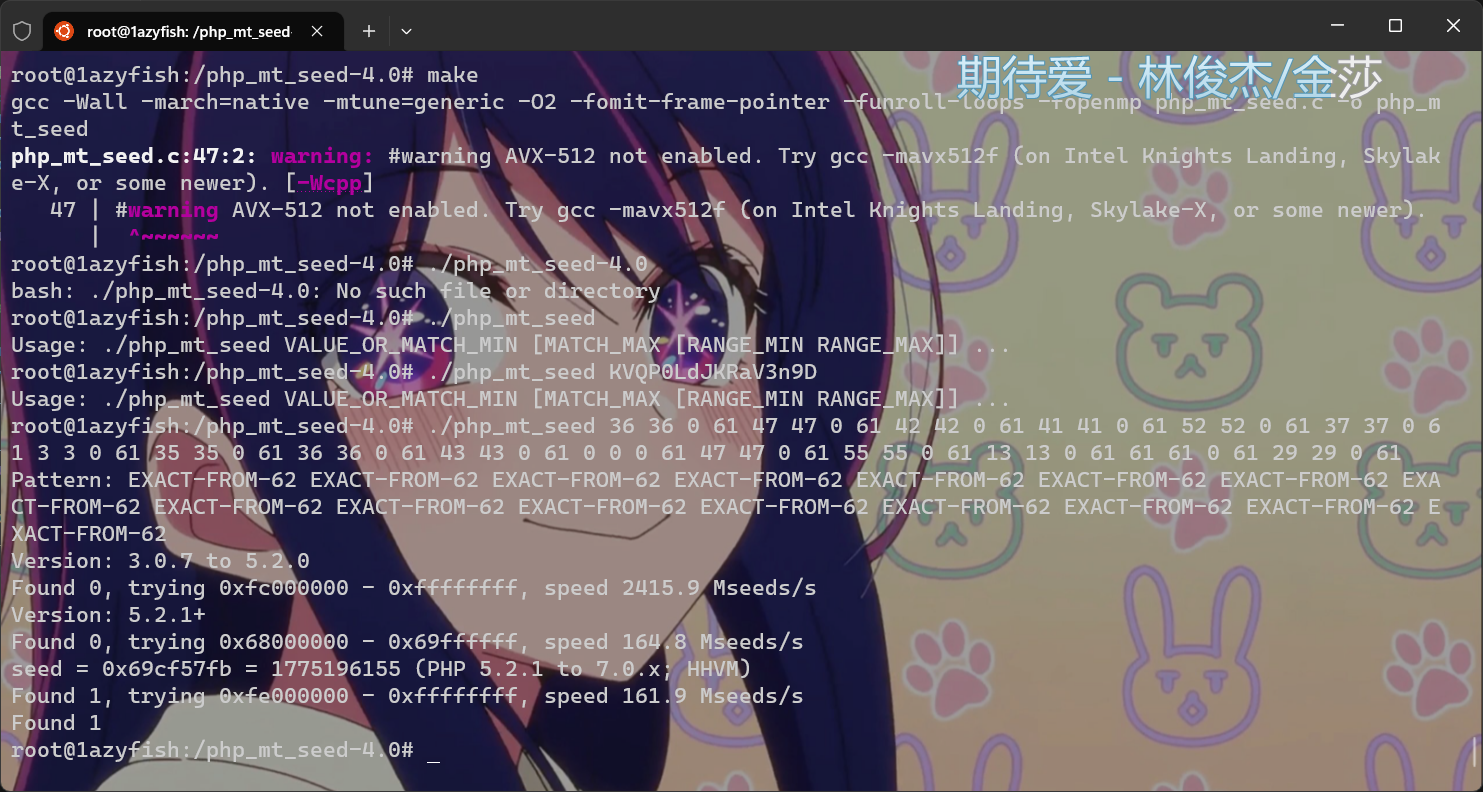 root@1azyfish: /php_mt_seed-
期待爱 - 林俊杰/金莎
root@1azyfish:/php_mt_seed-4.0# make
gcc -Wall -march=native -mtune=generic -O2 -fomit-frame-pointer -funroll-loops -fopenmp php_mt_seed.c -o php_m
t_seed
php_mt_seed.c:47:2: warning: #warning AVX-512 not enabled. Try gcc -mavx512f (on Intel Knights Landing, Skylak
e-X, or some newer). [-Wcpp]
   47 | #warning AVX-512 not enabled. Try gcc -mavx512f (on Intel Knights Landing, Skylake-X, or some newer).
      |  ^~~~~~~
root@1azyfish:/php_mt_seed-4.0# ./php_mt_seed-4.0
bash: ./php_mt_seed-4.0: No such file or directory
root@1azyfish:/php_mt_seed-4.0# ./php_mt_seed
Usage: ./php_mt_seed VALUE_OR_MATCH_MIN [MATCH_MAX [RANGE_MIN RANGE_MAX]] ...
root@1azyfish:/php_mt_seed-4.0# ./php_mt_seed KVQP0LdJKRaV3n9D
Usage: ./php_mt_seed VALUE_OR_MATCH_MIN [MATCH_MAX [RANGE_MIN RANGE_MAX]] ...
root@1azyfish:/php_mt_seed-4.0# ./php_mt_seed 36 36 0 61 47 47 0 61 42 42 0 61 41 41 0 61 52 52 0 61 37 37 0 6
1 3 3 0 61 35 35 0 61 36 36 0 61 43 43 0 61 0 0 0 61 47 47 0 61 55 55 0 61 13 13 0 61 61 61 0 61 29 29 0 61
Pattern: EXACT-FROM-62 EXACT-FROM-62 EXACT-FROM-62 EXACT-FROM-62 EXACT-FROM-62 EXACT-FROM-62 EXACT-FROM-62 EXA
CT-FROM-62 EXACT-FROM-62 EXACT-FROM-62 EXACT-FROM-62 EXACT-FROM-62 EXACT-FROM-62 EXACT-FROM-62 EXACT-FROM-62 E
XACT-FROM-62
Version: 3.0.7 to 5.2.0
Found 0, trying 0xfc000000 - 0xffffffff, speed 2415.9 Mseeds/s
Version: 5.2.1+
Found 0, trying 0x68000000 - 0x69ffffff, speed 164.8 Mseeds/s
seed = 0x69cf57fb = 1775196155 (PHP 5.2.1 to 7.0.x; HHVM)
Found 1, trying 0xfe000000 - 0xffffffff, speed 161.9 Mseeds/s
Found 1
root@1azyfish:/php_mt_seed-4.0# _